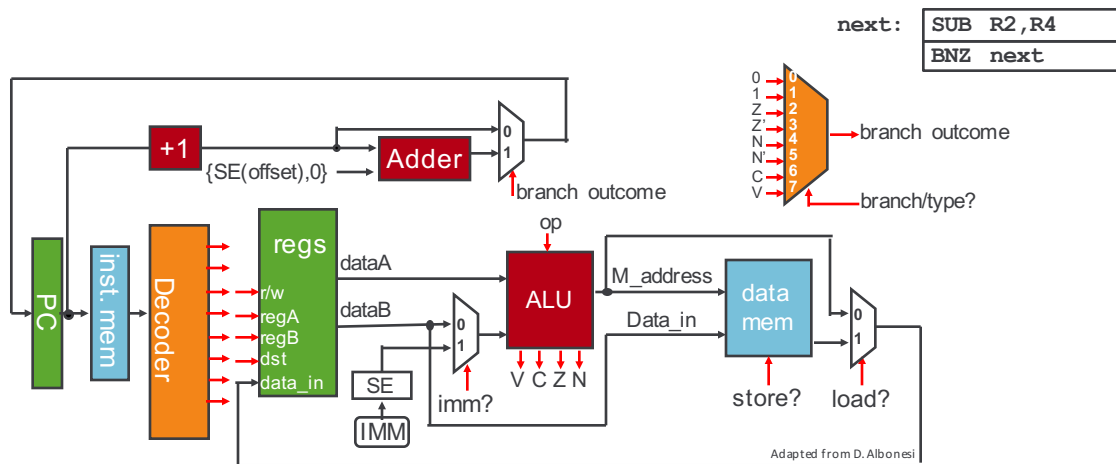 next:
SUB R2,R4
BNZ next
0
1
Z
Z'
N
N'
C
V
0
1
2
3
4
5
6
7
branch outcome
branch/type?
+1
Adder
0
1
{SE(offset),0}
branch outcome
PC
inst. mem
Decoder
regs
r/w
regA
regB
dst
data_in
dataA
dataB
0
1
SE
IMM
imm?
op
ALU
V C Z N
M_address
Data_in
data
mem
store?
0
1
load?
Adapted from D. Albonesi